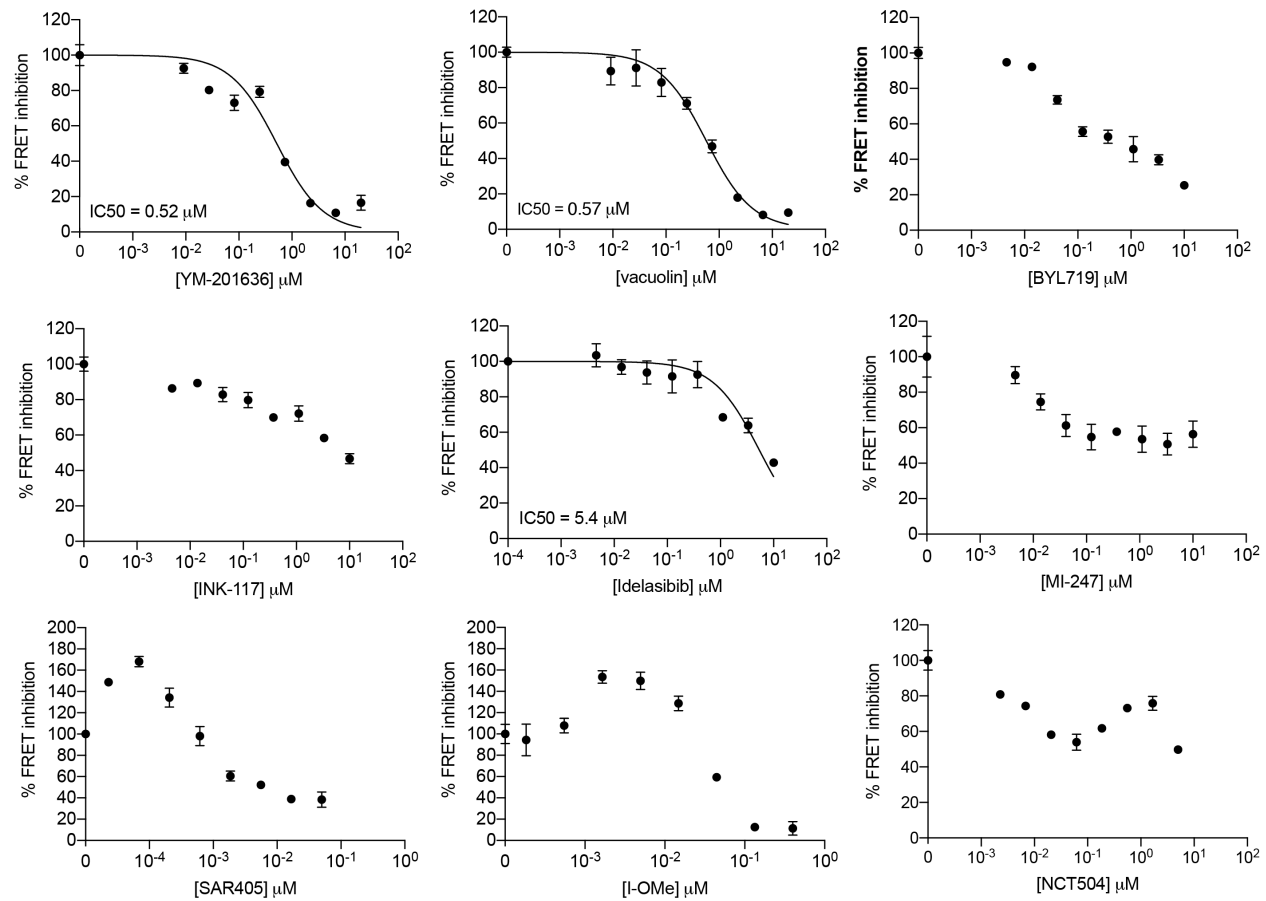 120
100
80
60
40
20
0
% FRET inhibition
IC50 = 0.52 μM
0 10-3 10-2 10-1 100 101 102
[YM-201636] μM
120
100
80
60
40
20
0
% FRET inhibition
IC50 = 0.57 μM
0 10-3 10-2 10-1 100 101 102
[vacuolin] μM
120
100
80
60
40
20
0
% FRET inhibition
0 10-3 10-2 10-1 100 101 102
[BYL719] μM
120
100
80
60
40
20
0
% FRET inhibition
0 10-3 10-2 10-1 100 101 102
[INK-117] μM
120
100
80
60
40
20
0
% FRET inhibition
IC50 = 5.4 μM
10-4 10-3 10-2 10-1 100 101 102
[Idelasibib] μM
120
100
80
60
40
20
0
% FRET inhibition
0 10-3 10-2 10-1 100 101 102
[MI-247] μM
200
180
160
140
120
100
80
60
40
20
0
% FRET inhibition
0 10-4 10-3 10-2 10-1 100
[SAR405] μM
200
180
160
140
120
100
80
60
40
20
0
% FRET inhibition
0 10-3 10-2 10-1 100
[I-OMe] μM
120
100
80
60
40
20
0
% FRET inhibition
0 10-3 10-2 10-1 100 101 102
[NCT504] μM